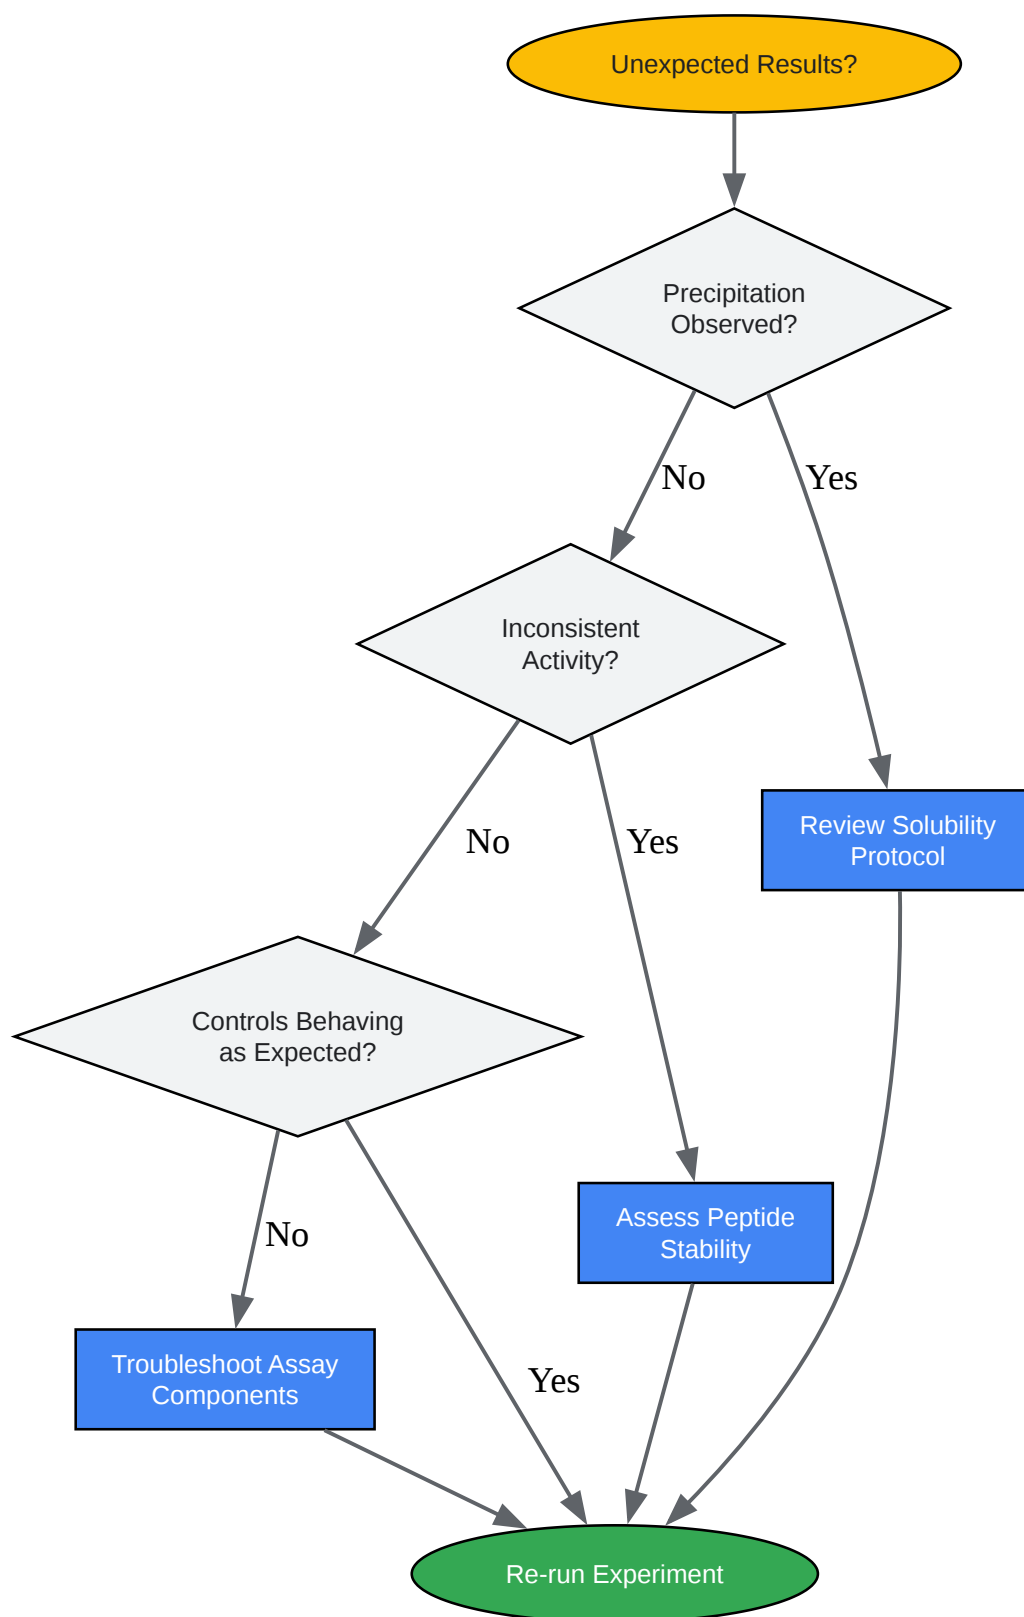 Unexpected Results?
Precipitation
Observed?
No
Yes
Inconsistent
Activity?
No
Yes
Review Solubility
Protocol
Controls Behaving
as Expected?
No
Assess Peptide
Stability
Troubleshoot Assay
Components
Yes
Re-run Experiment